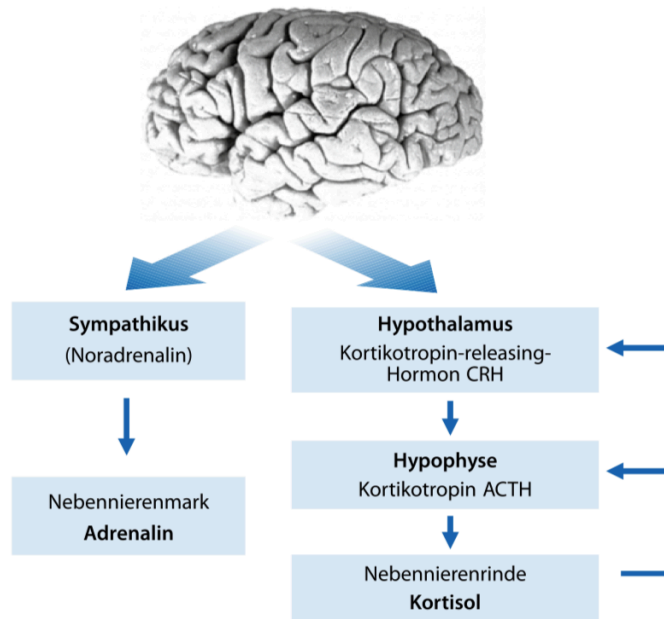 Sympathikus
(Noradrenalin)
Nebennierenmark
Adrenalin
Hypothalamus
Kortikotropin-releasing-
Hormon CRH
Hypophyse
Kortikotropin ACTH
Nebennierenrinde
Kortisol